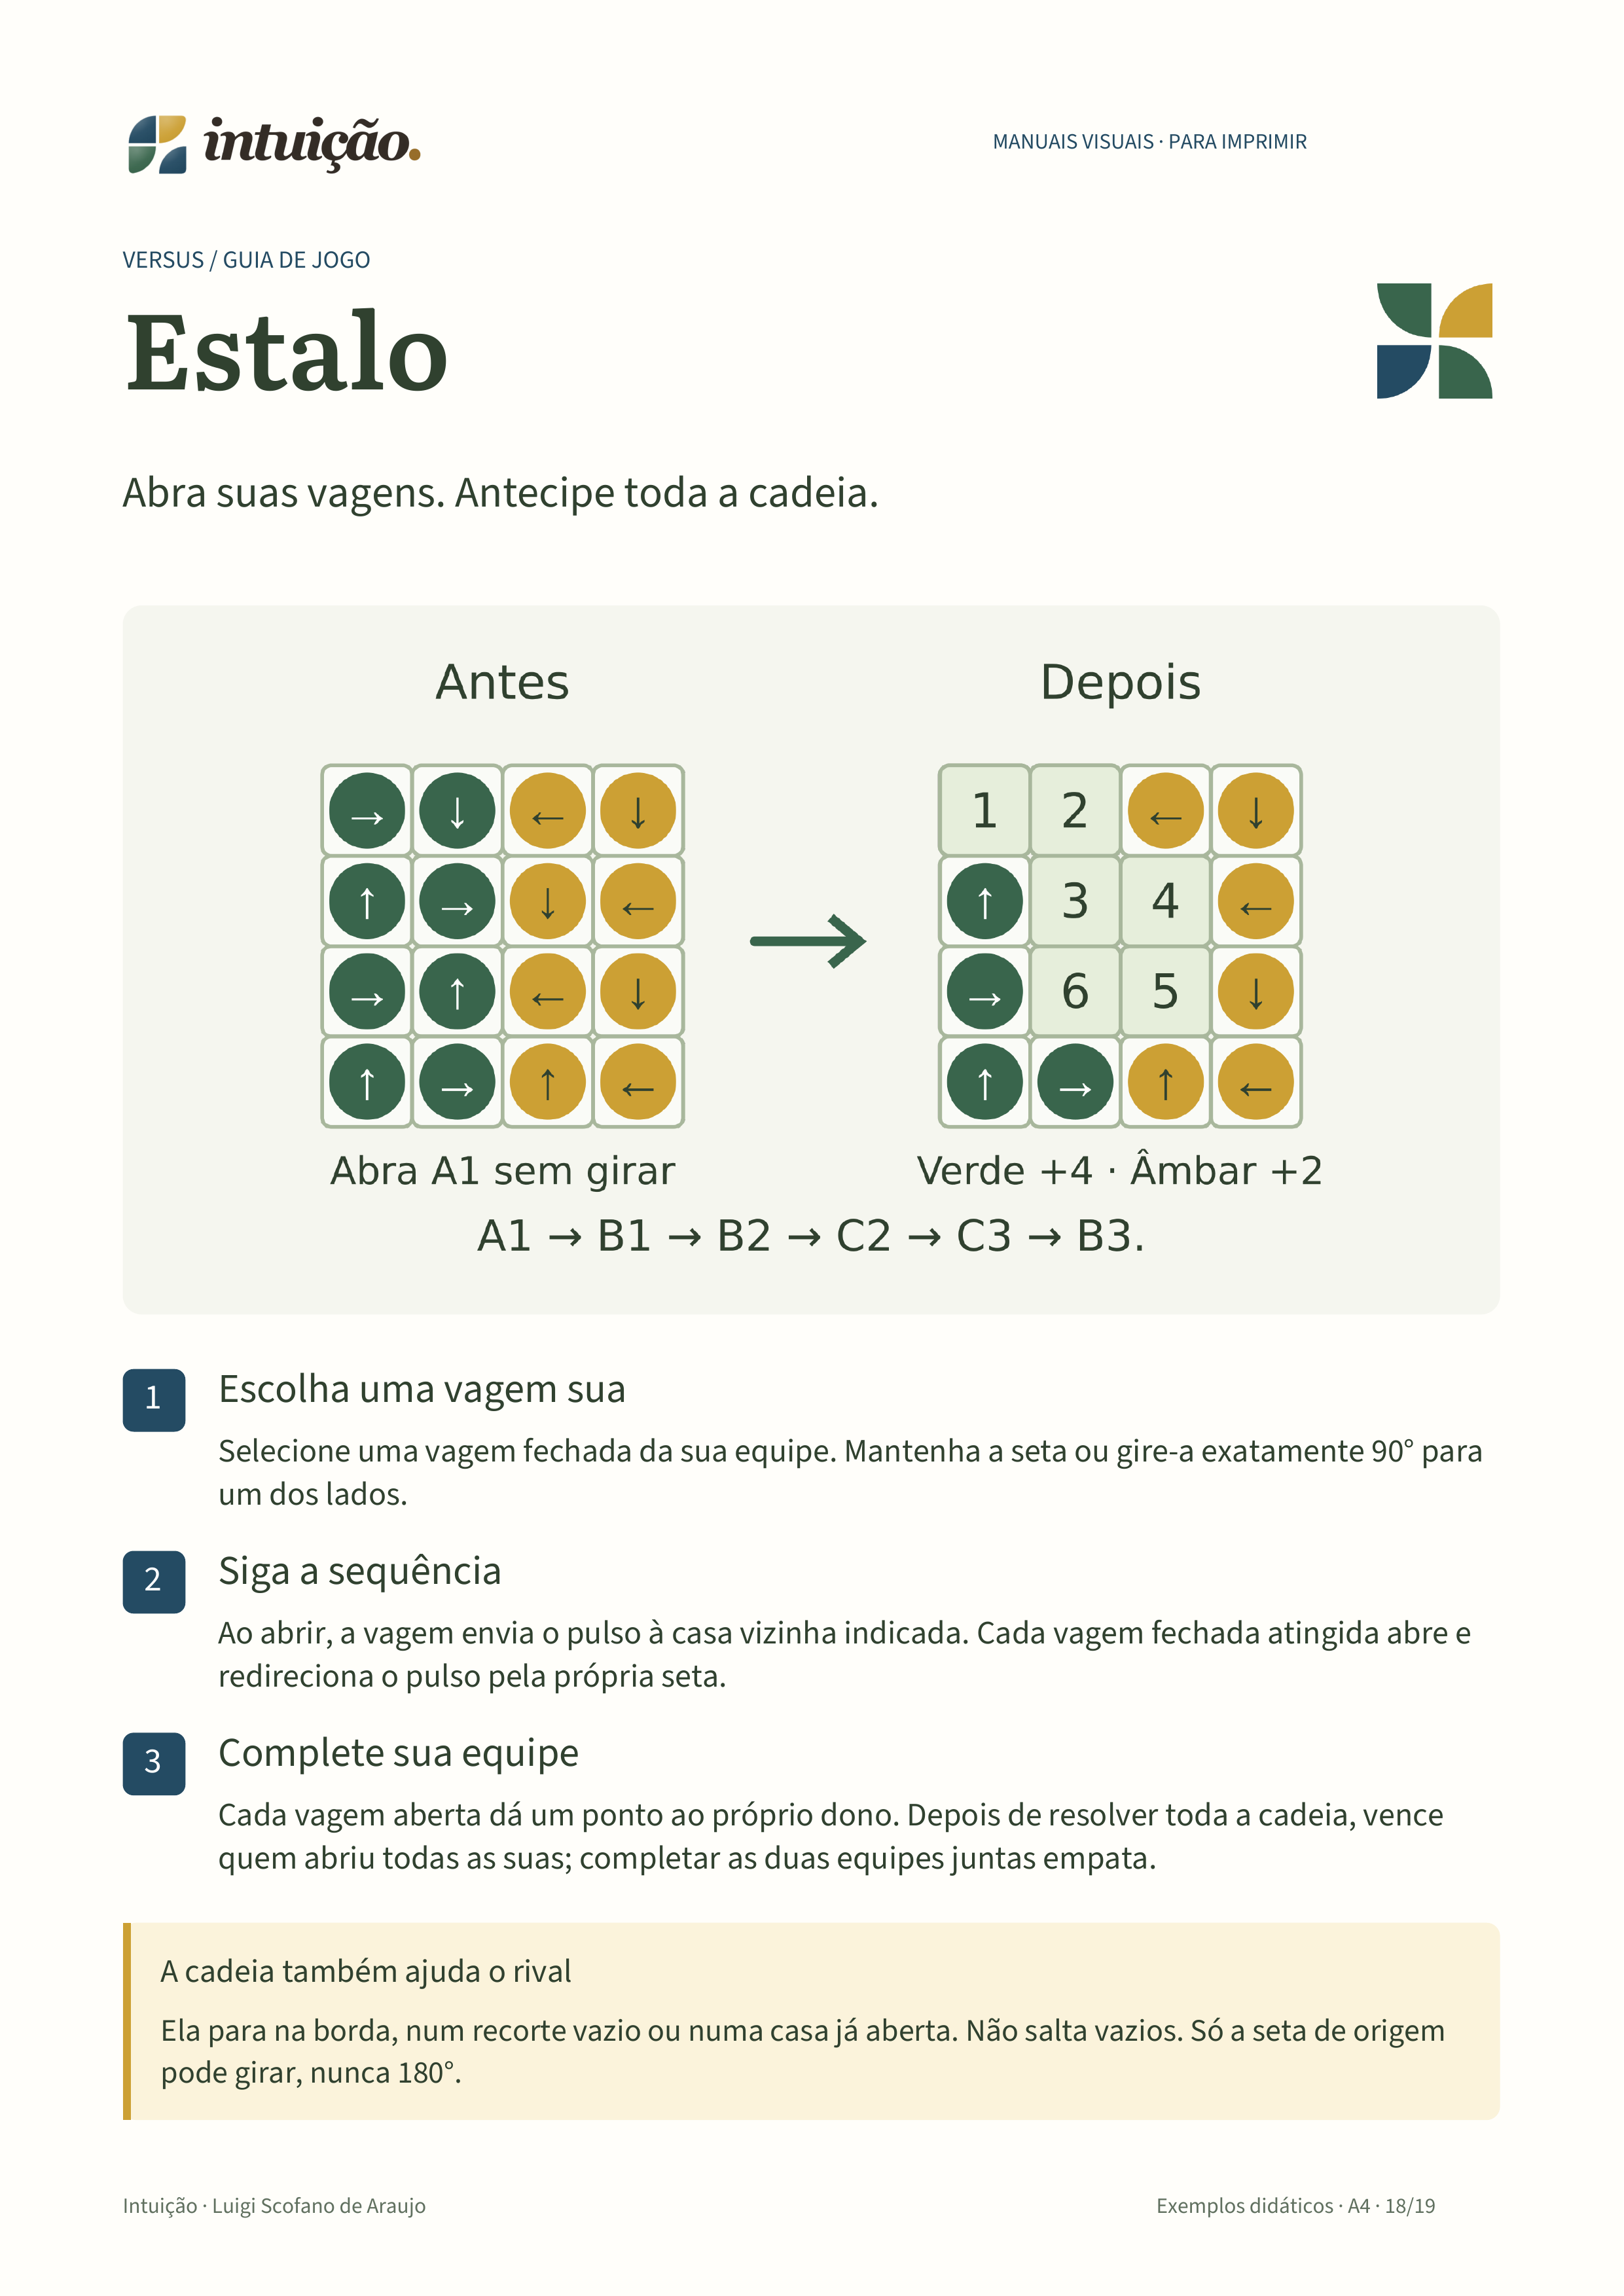 intuição.
MANUAIS VISUAIS · PARA IMPRIMIR
VERSUS / GUIA DE JOGO
Estalo
Abra suas vagens. Antecipe toda a cadeia.
Antes
Depois
→ ↓ ← ↓
↑ → ↓ ←
→ ↑ ← ↓
↑ → ↑ ←
→
1 2 ← ↓
↑ 3 4 ←
→ 6 5 ↓
↑ → ↑ ←
Abra A1 sem girar
Verde +4 · Âmbar +2
A1 → B1 → B2 → C2 → C3 → B3.
1
Escolha uma vagem sua
Selecione uma vagem fechada da sua equipe. Mantenha a seta ou gire-a exatamente 90° para
um dos lados.
2
Siga a sequência
Ao abrir, a vagem envia o pulso à casa vizinha indicada. Cada vagem fechada atingida abre e
redireciona o pulso pela própria seta.
3
Complete sua equipe
Cada vagem aberta dá um ponto ao próprio dono. Depois de resolver toda a cadeia, vence
quem abriu todas as suas; completar as duas equipes juntas empata.
A cadeia também ajuda o rival
Ela para na borda, num recorte vazio ou numa casa já aberta. Não salta vazios. Só a seta de origem
pode girar, nunca 180°.
Intuição · Luigi Scofano de Araujo
Exemplos didáticos · A4 · 18/19